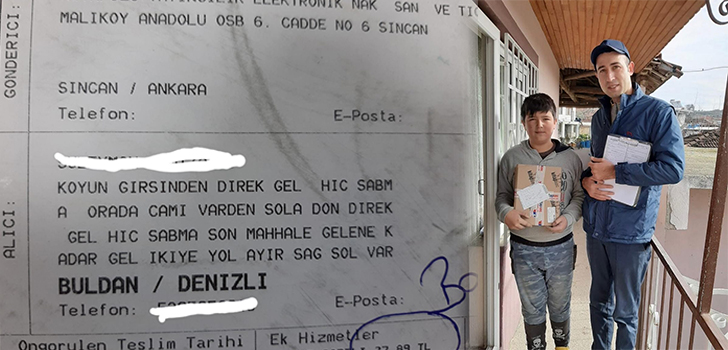 GONDERICI:
ELEKTRONIK NAK SAN VE TIC
MALIKOY ANADOLU OSB 6. CADDE NO 6 SINCAN
SINCAN / ANKARA
Telefon: E-Posta:
ALICI:
KOYUN GIRSINDEN DIREK GEL HIC SABM
A ORADA CAMI VARDEN SOLA DON DIREK
GEL HIC SABMA SON MAHHALE GELENE K
ADAR GEL IKIYE YOL AYIR SAG SOL VAR
BULDAN / DENIZLI
Telefon: E-Posta:
Ongorulen Teslim Tarihi Ek Hizmetler